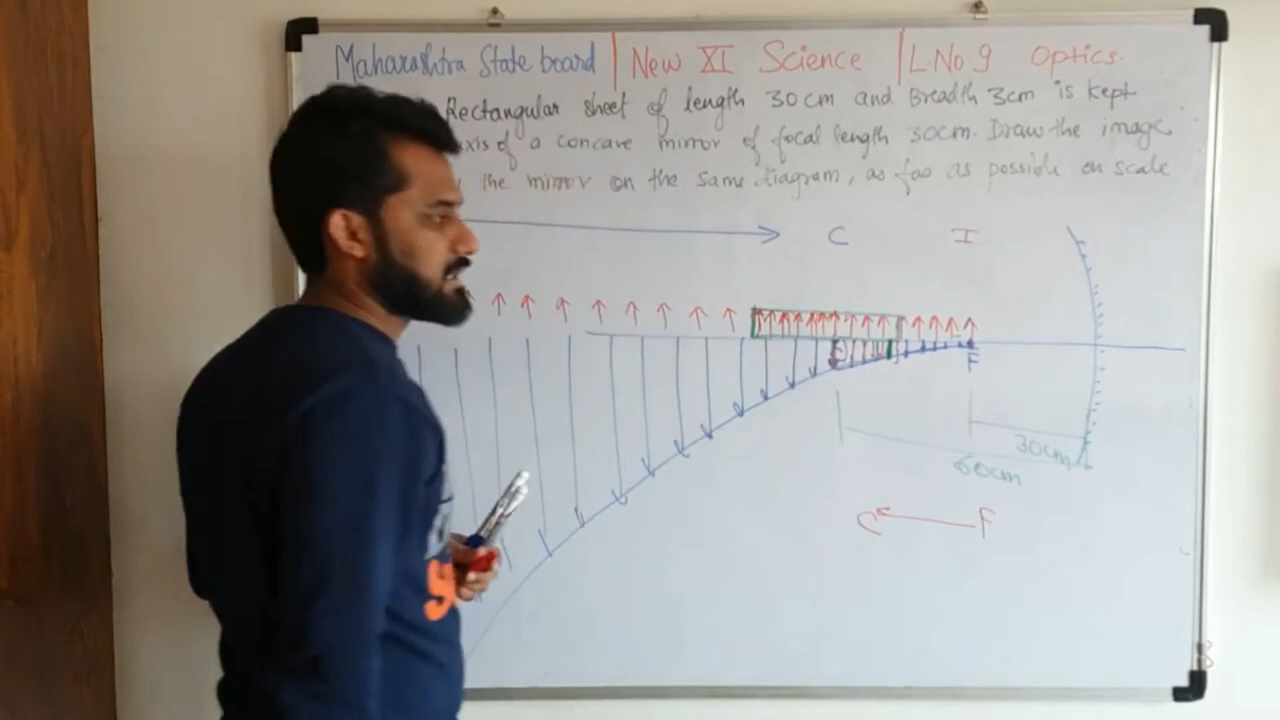 Maharashtra State board | New XI Science | L No 9 Optics.
Rectangular sheet of length 30 cm and Breadth 3cm is kept
axis of a concave mirror of focal length 30cm. Draw the image
the mirror on the same diagram, as far as possible on scale
C I
F
30cm
60cm
C F